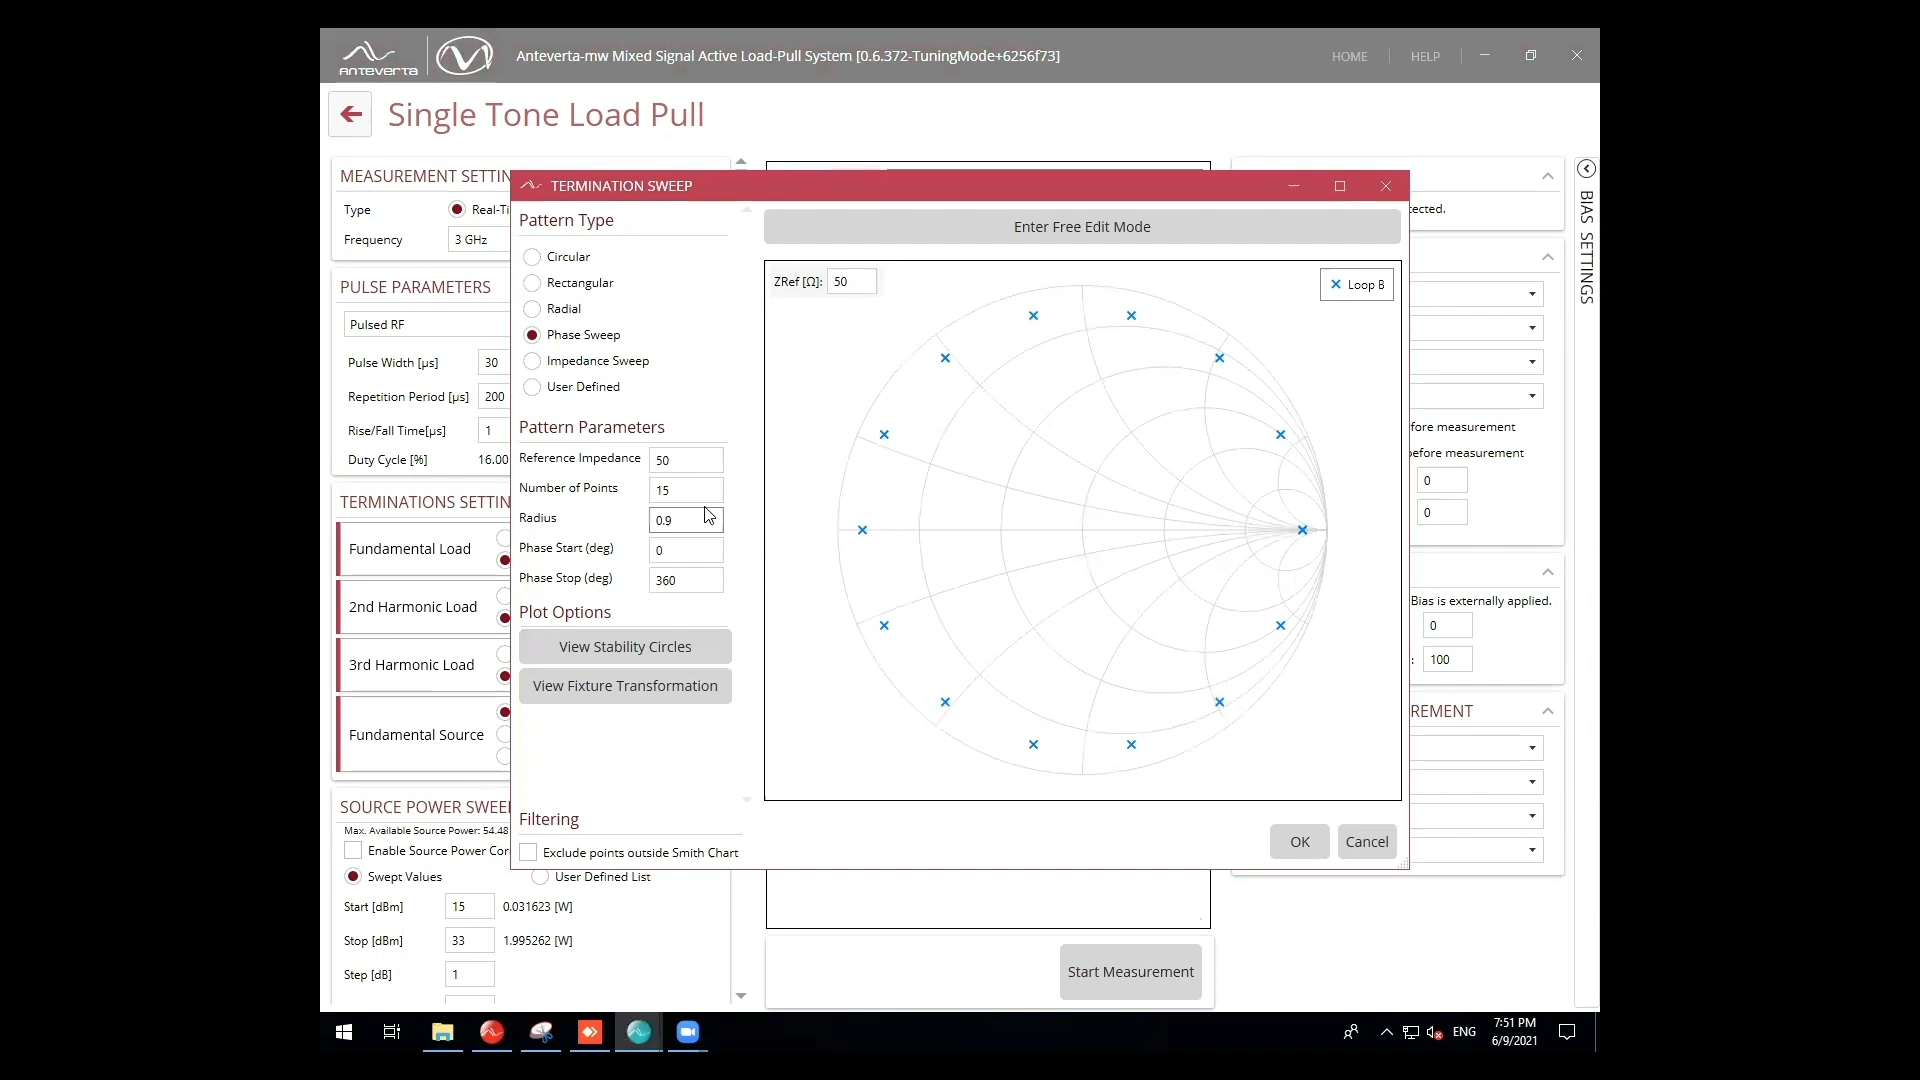 ANTEVERTA
Anteverta-mw Mixed Signal Active Load-Pull System [0.6.372-TuningMode+6256f73]
HOME
HELP
Single Tone Load Pull
MEASUREMENT SETTIN
Type
Real-Ti
Frequency
3 GHz
PULSE PARAMETERS
Pulsed RF
Pulse Width [µs]
30
Repetition Period [µs]
200
Rise/Fall Time[µs]
1
Duty Cycle [%]
16.00
TERMINATIONS SETTIN
Fundamental Load
2nd Harmonic Load
3rd Harmonic Load
Fundamental Source
SOURCE POWER SWEE
Max. Available Source Power: 54.48
Enable Source Power Cor
Swept Values
User Defined List
Start [dBm]
15
0.031623 [W]
Stop [dBm]
33
1.995262 [W]
Step [dB]
1
TERMINATION SWEEP
Pattern Type
Circular
Rectangular
Radial
Phase Sweep
Impedance Sweep
User Defined
Pattern Parameters
Reference Impedance
50
Number of Points
15
Radius
0.9
Phase Start (deg)
0
Phase Stop (deg)
360
Plot Options
View Stability Circles
View Fixture Transformation
Filtering
Exclude points outside Smith Chart
Enter Free Edit Mode
ZRef [Ω]:
50
Loop B
OK
Cancel
Start Measurement
ected.
fore measurement
before measurement
0
0
Bias is externally applied.
0
:
100
REMENT
BIAS SETTINGS
ENG
7:51 PM
6/9/2021